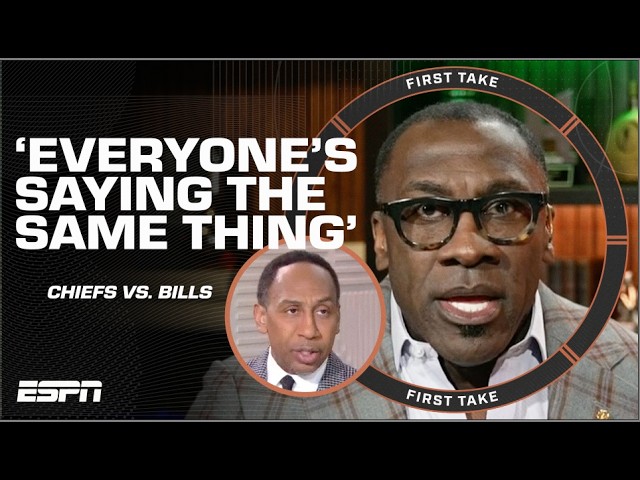 FIRST TAKE
‘EVERYONE’S
SAYING THE
SAME THING’
CHIEFS VS. BILLS
ESPN
FIRST TAKE